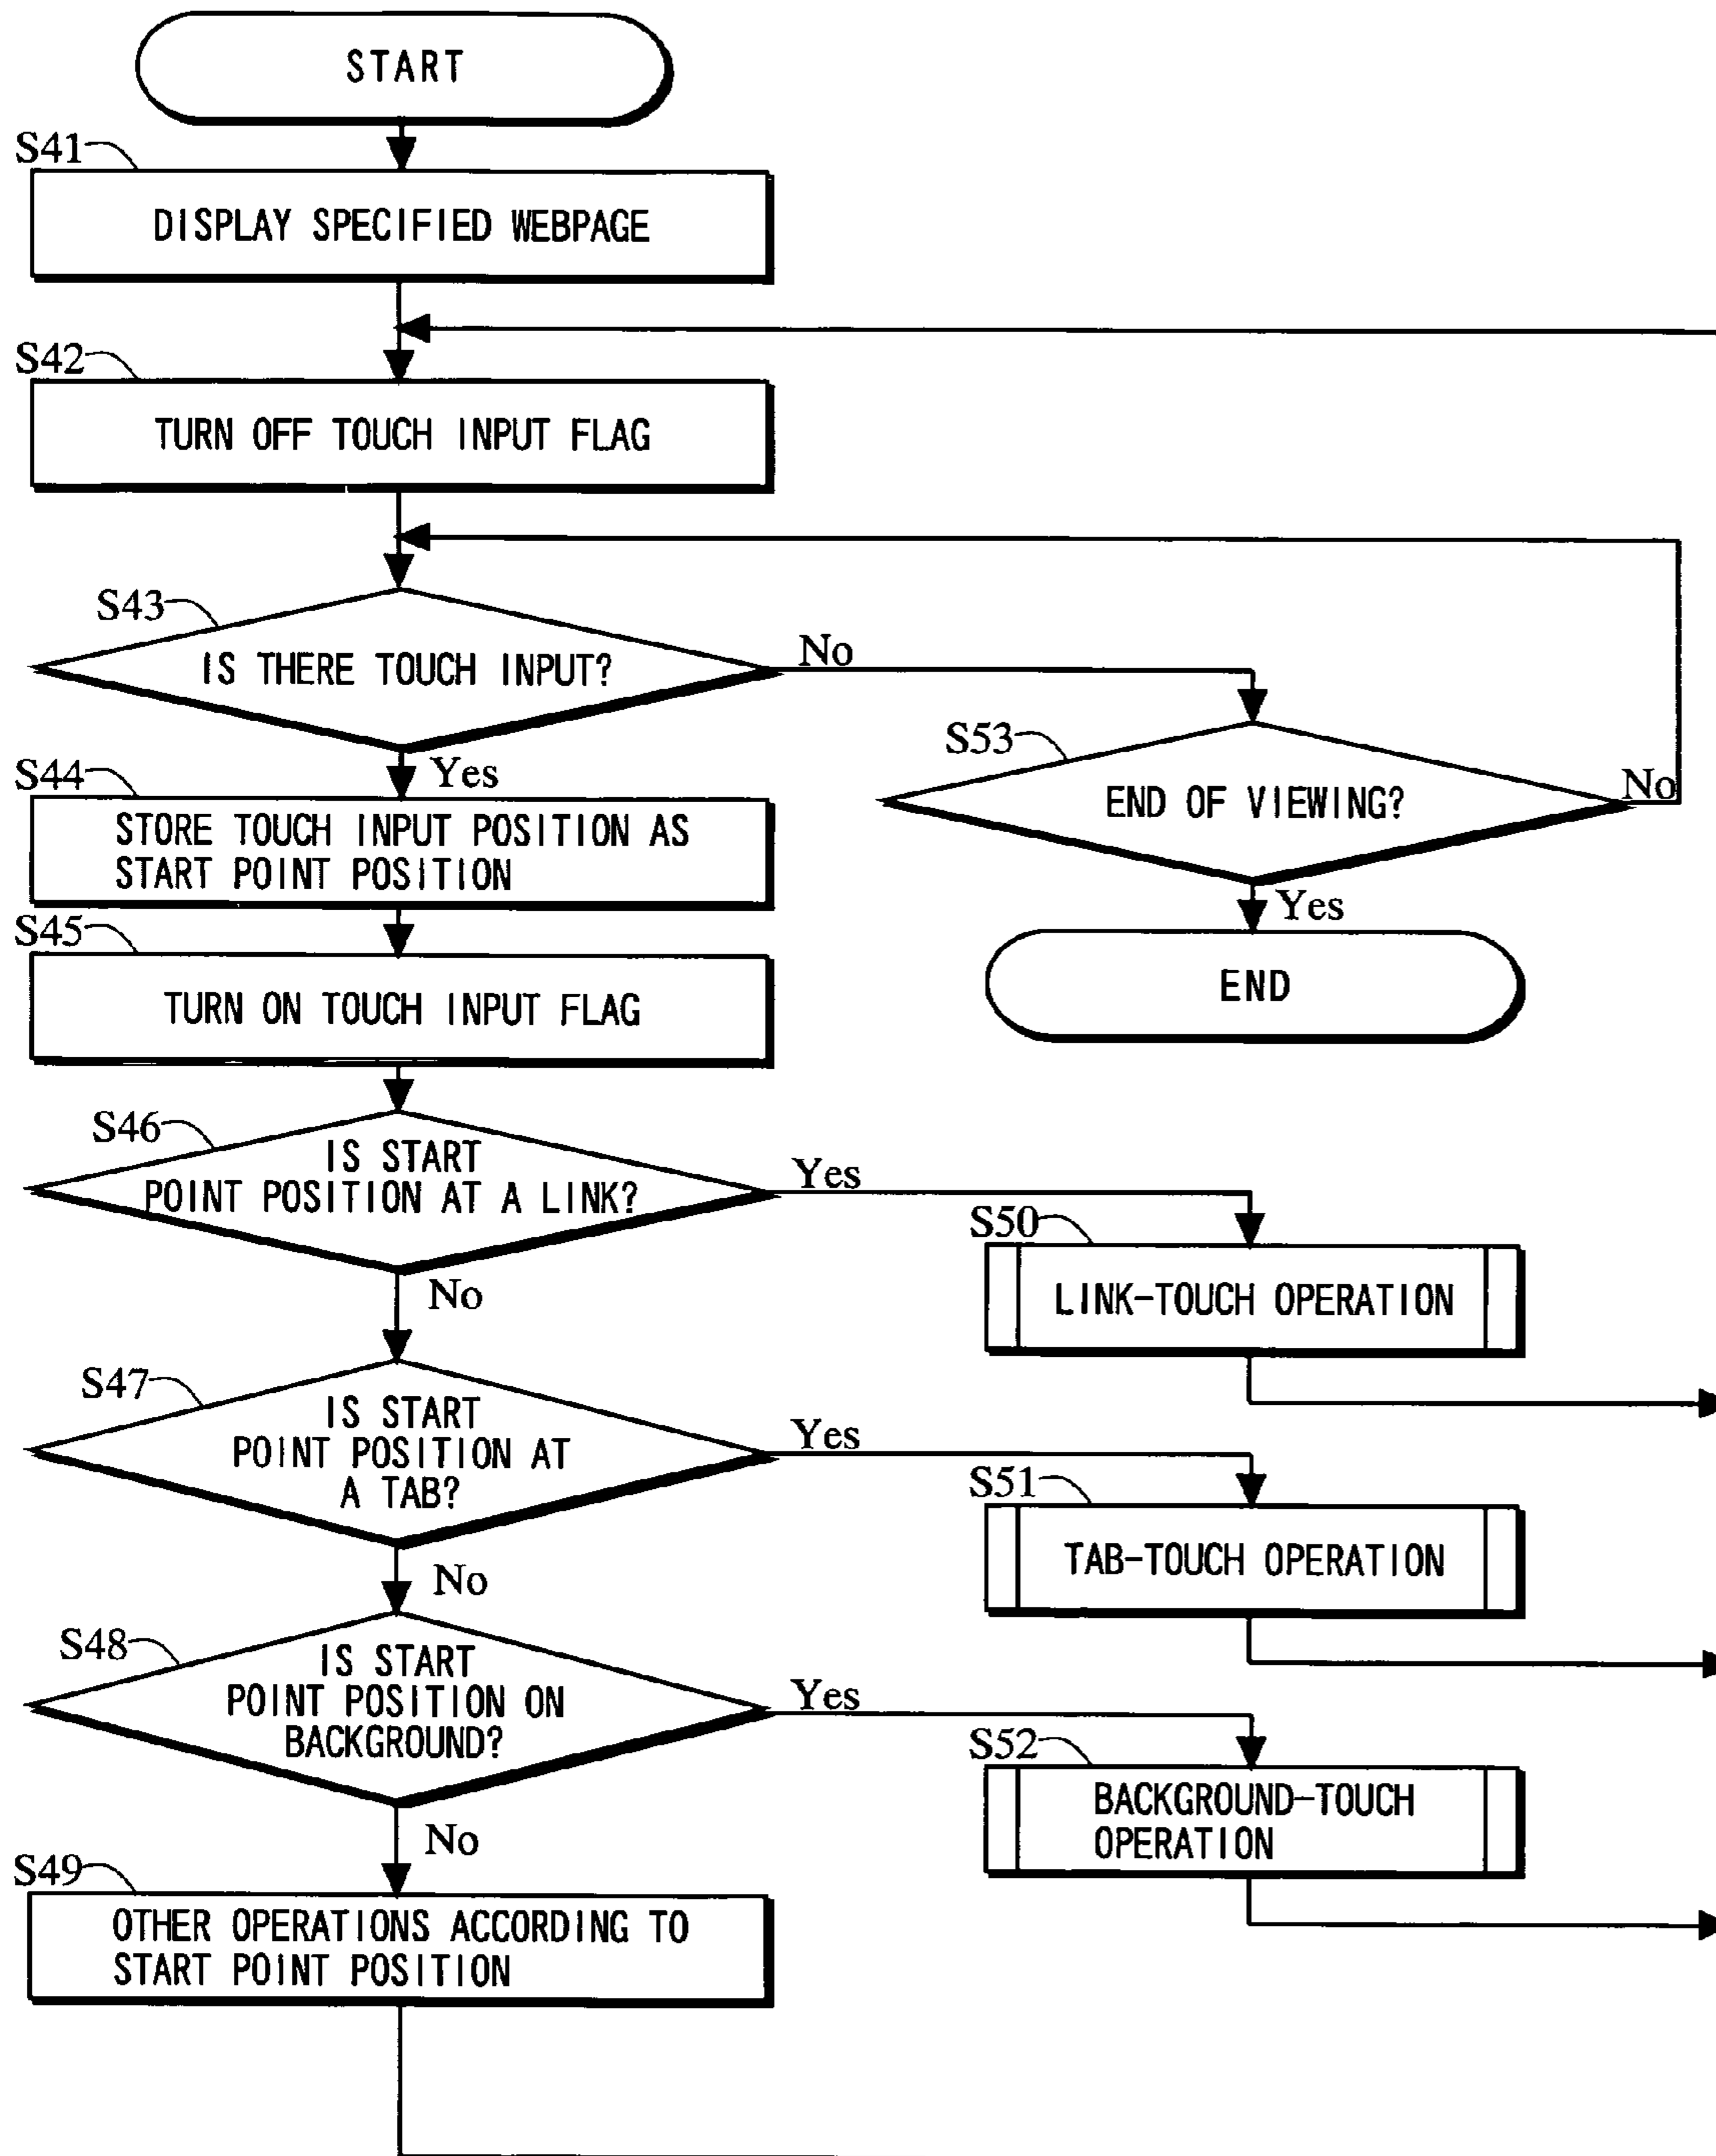 START
S41
DISPLAY SPECIFIED WEBPAGE
S42
TURN OFF TOUCH INPUT FLAG
S43
IS THERE TOUCH INPUT?
No
S53
END OF VIEWING?
No
Yes
END
Yes
S44
STORE TOUCH INPUT POSITION AS
START POINT POSITION
S45
TURN ON TOUCH INPUT FLAG
S46
IS START
POINT POSITION AT A LINK?
Yes
S50
LINK-TOUCH OPERATION
No
S47
IS START
POINT POSITION AT
A TAB?
Yes
S51
TAB-TOUCH OPERATION
No
S48
IS START
POINT POSITION ON
BACKGROUND?
Yes
S52
BACKGROUND-TOUCH
OPERATION
No
S49
OTHER OPERATIONS ACCORDING TO
START POINT POSITION